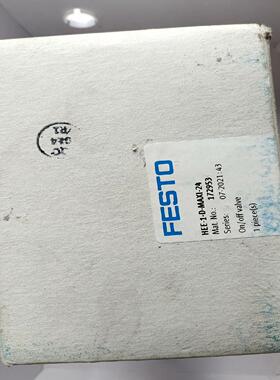 FESTO
HEE-1-D-MAXI-24
Mat. No.: 172953
Series: 07-2021:43
On/off valve
1 piece(s)